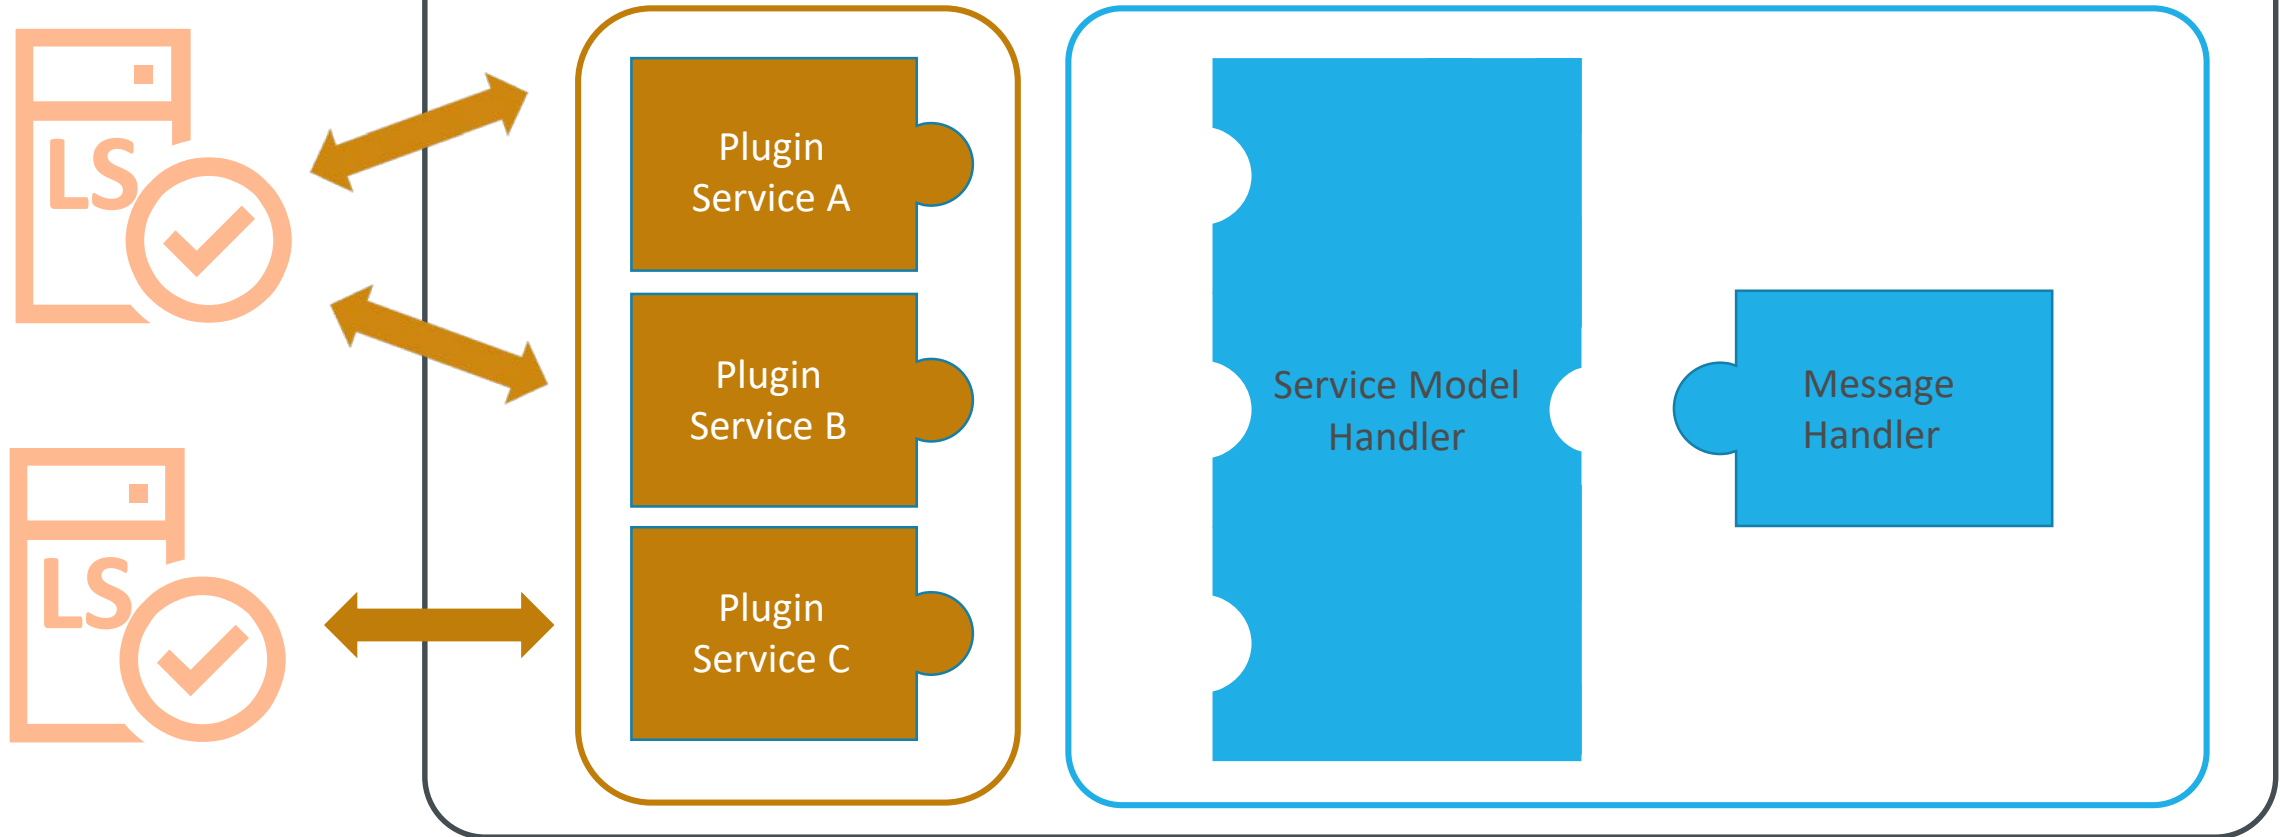 LS
Plugin
Service A
Plugin
Service B
Service Model
Handler
Message
Handler
LS
Plugin
Service C